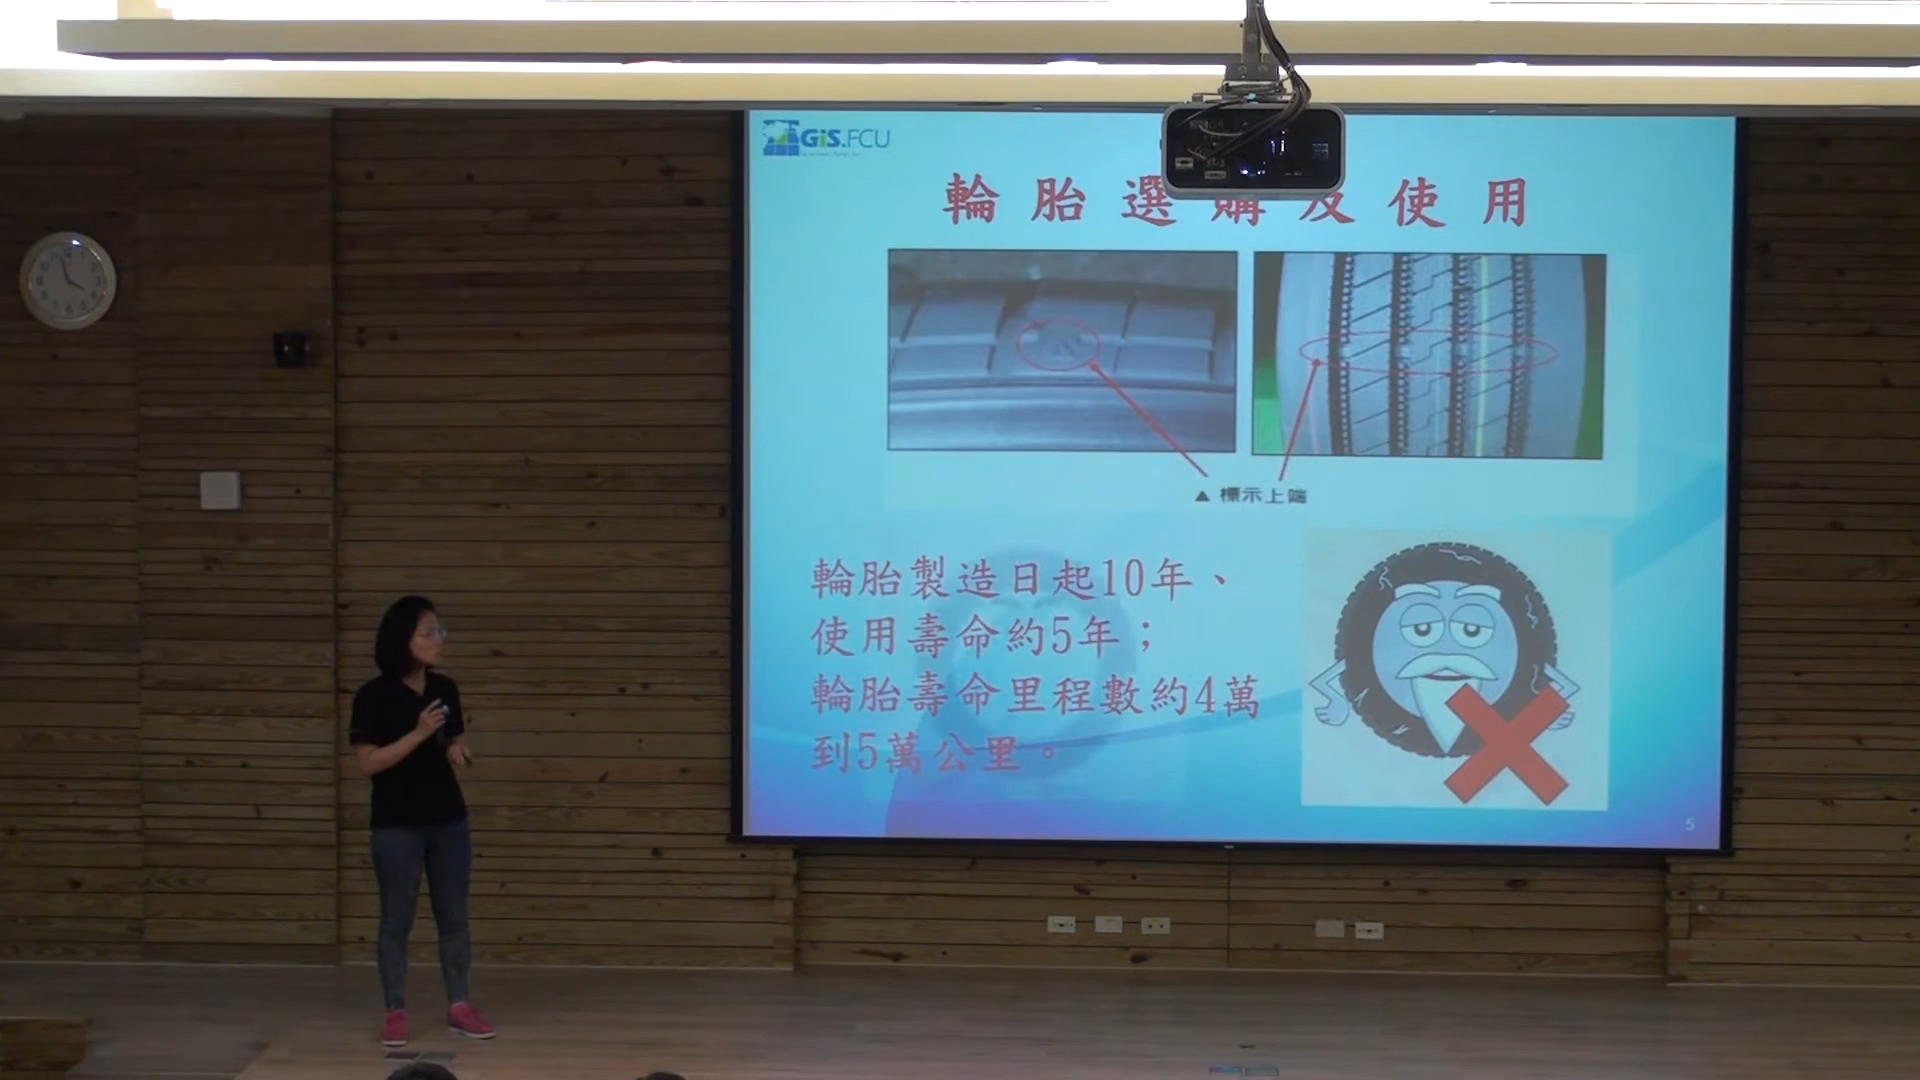 GIS.FCU
輪胎選購及使用
▲ 標示上端
輪胎製造日起10年、
使用壽命約5年；
輪胎壽命里程數約4萬
到5萬公里。
5